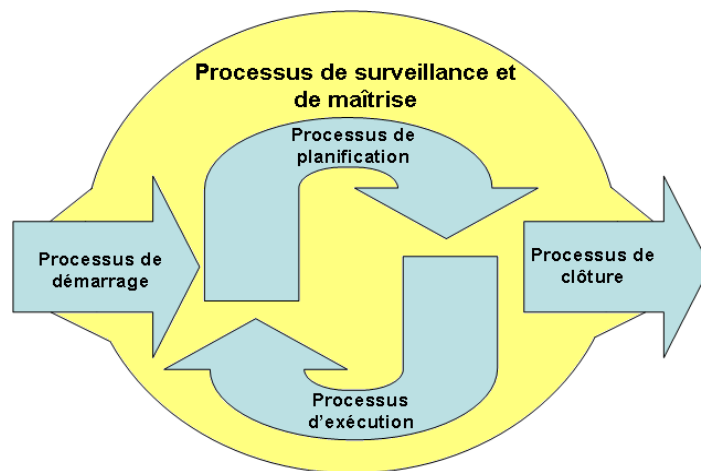 Processus de surveillance et
de maîtrise
Processus de
planification
Processus de
démarrage
Processus de
clôture
Processus
d'exécution